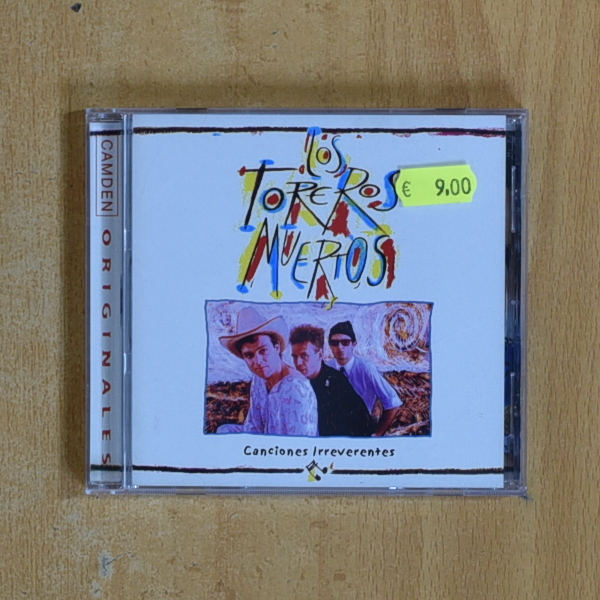 LOS
TOREROS
MUERTOS
€ 9.00
Canciones Irreverentes
CAMDEN ORIGINALES